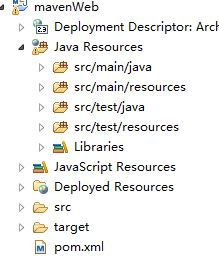 mavenWeb
Deployment Descriptor: Arc
Java Resources
src/main/java
src/main/resources
src/test/java
src/test/resources
Libraries
JavaScript Resources
Deployed Resources
src
target
pom.xml